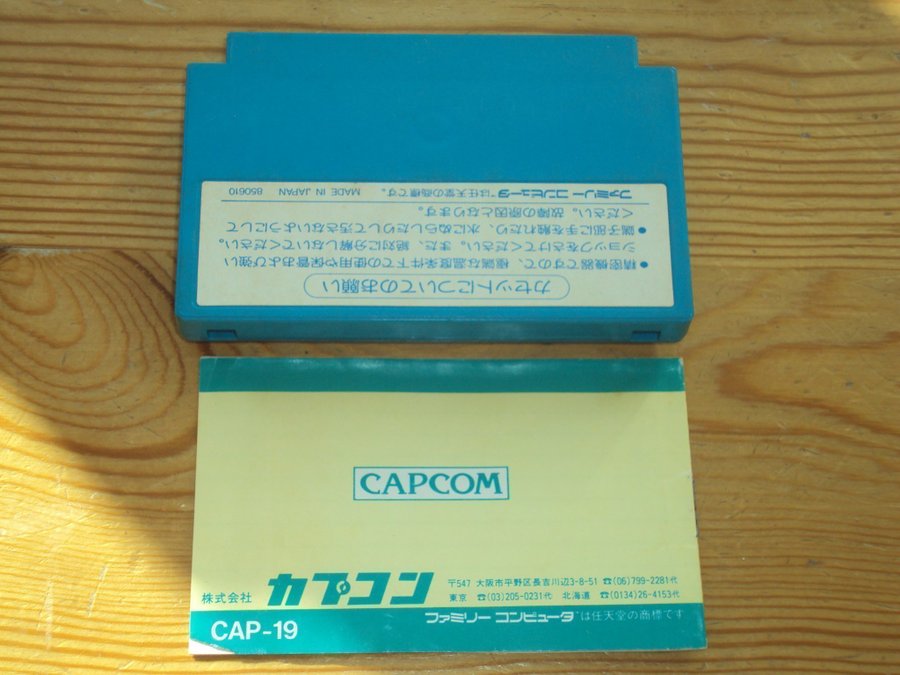 カセットについてのお願い
●精密機器ですので、極端な温度条件下での使用や保管および強い
ショックをさけてください。また、絶対に分解しないでください。
●端子部に手を触れたり、水にぬらしたりして汚さないようにして
ください。故障の原因となります。
ファミリーコンピュータ"は任天堂の商標です。 MADE IN JAPAN 850610
CAPCOM
株式会社 カプコン
〒547 大阪市平野区長吉川辺3-8-51 ☎(06)799-2281代
東京 ☎(03)205-0231代 北海道 ☎(0134)26-4153代
ファミリーコンピュータ"は任天堂の商標です
CAP-19